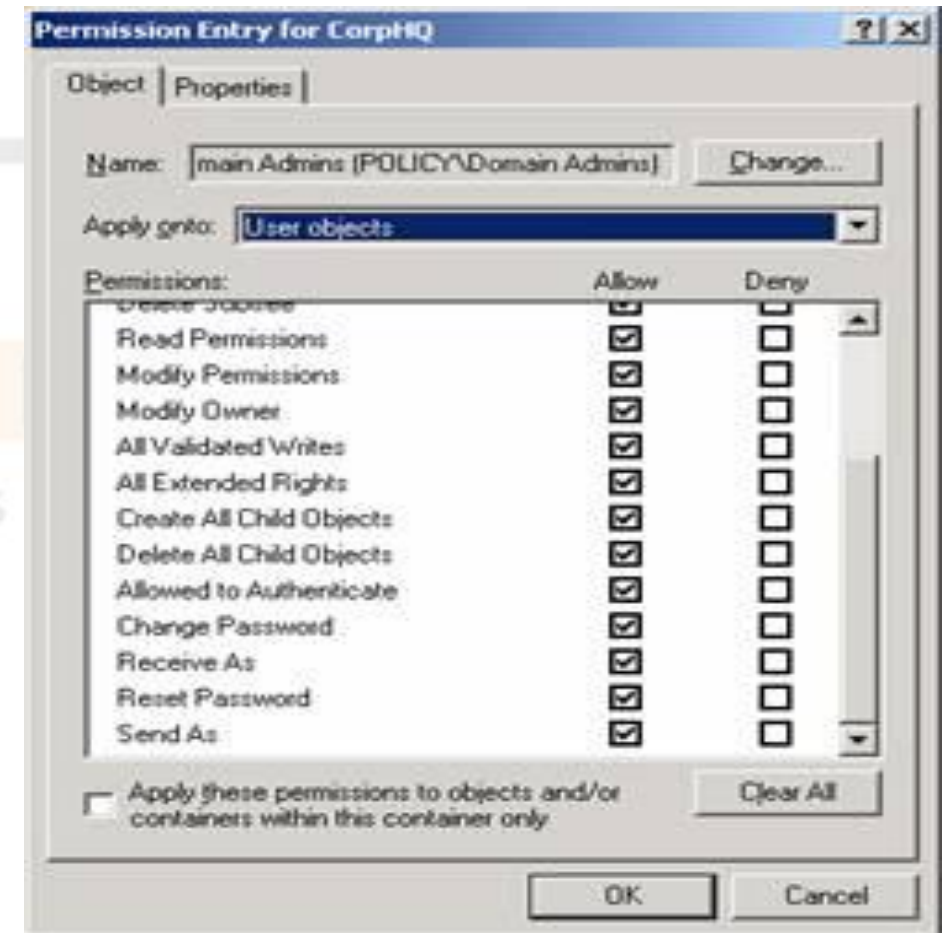 Permission Entry for CorpHQ
Object Properties
Name: main Admins (POLICY\Domain Admins) Change...
Apply onto: User objects
Permissions: Allow Deny
Delete Subtree
Read Permissions
Modify Permissions
Modify Owner
All Validated Writes
All Extended Rights
Create All Child Objects
Delete All Child Objects
Allowed to Authenticate
Change Password
Receive As
Reset Password
Send As
Apply these permissions to objects and/or Clear All
containers within this container only
OK Cancel